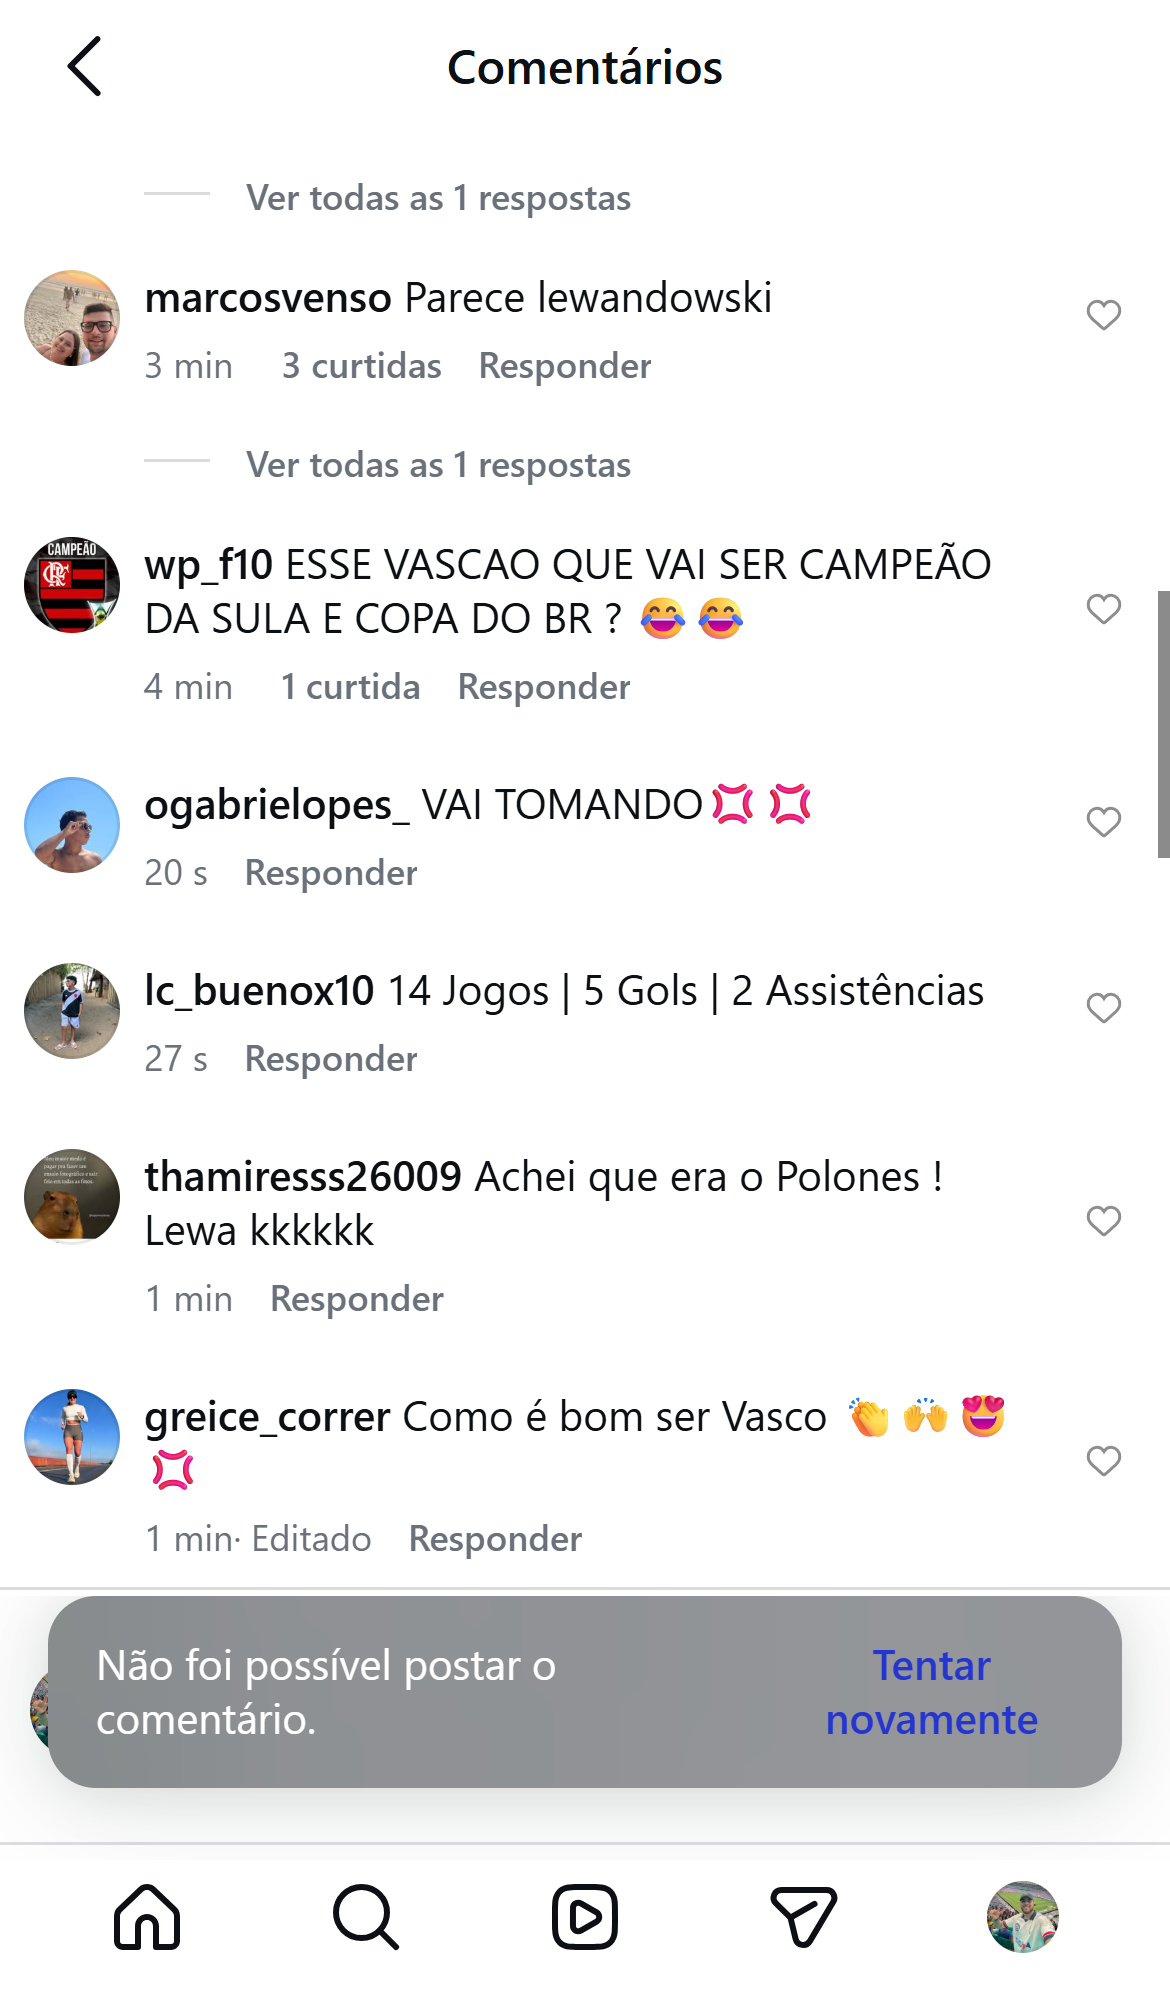 Comentários
Ver todas as 1 respostas
marcosvenso Parece lewandowski
3 min 3 curtidas Responder
Ver todas as 1 respostas
CAMPEÃO
wp_f10 ESSE VASCAO QUE VAI SER CAMPEÃO
DA SULA E COPA DO BR ? 😂 😂
4 min 1 curtida Responder
ogabrielopes_ VAI TOMANDO💢 💢
20 s Responder
lc_buenox10 14 Jogos | 5 Gols | 2 Assistências
27 s Responder
thamiresss26009 Achei que era o Polones !
Lewa kkkkkk
1 min Responder
greice_correr Como é bom ser Vasco 👏 🙌 😍
💢
1 min· Editado Responder
Não foi possível postar o
comentário.
Tentar
novamente